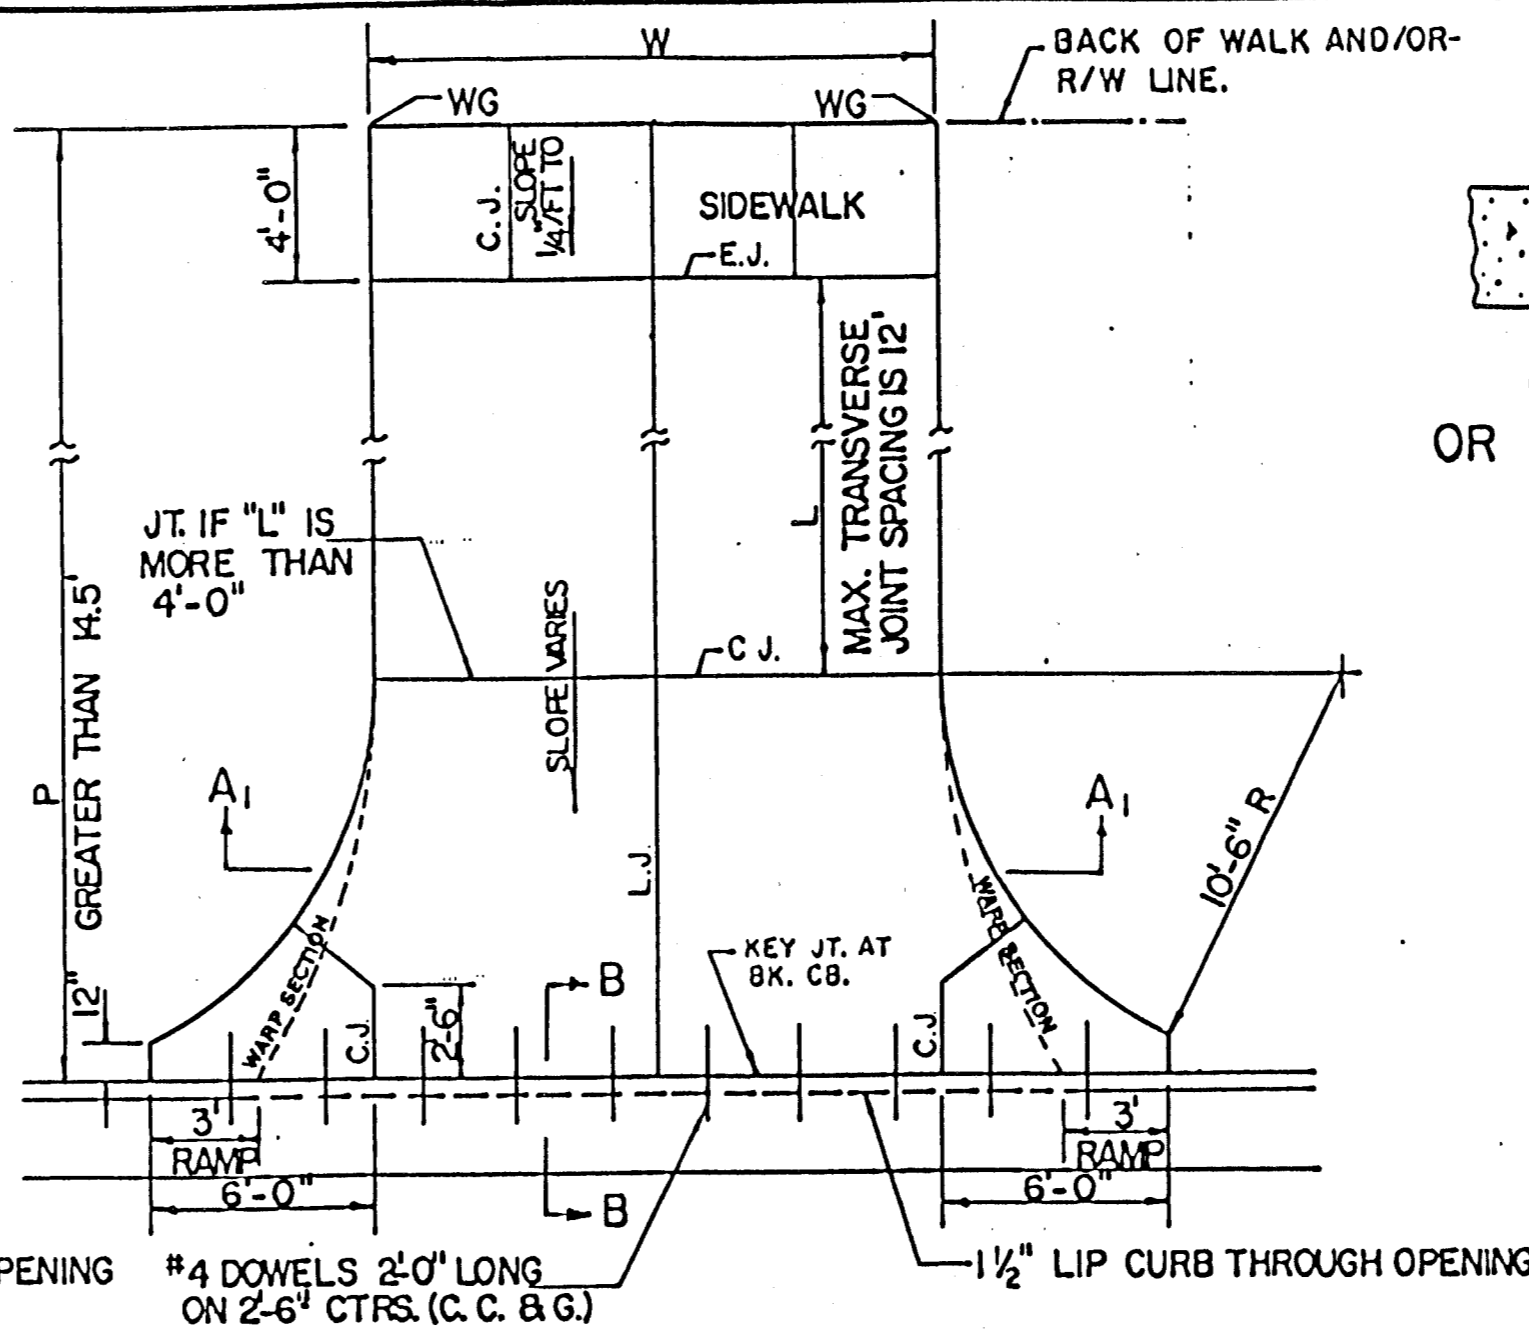 W
BACK OF WALK AND/OR-
R/W LINE.
WG
WG
4'-0"
C.J.
SLOPE
1/4"/FT TO
SIDEWALK
E.J.
MAX. TRANSVERSE
JOINT SPACING IS 12'
L
OR
JT. IF "L" IS
MORE THAN
4'-0"
P
GREATER THAN 14.5'
12"
SLOPE VARIES
C J.
A1
A1
10'-6" R
L.J.
WARP SECTION
WARP SECTION
KEY JT. AT
BK. CB.
B
C.J.
2'-6"
C.J.
3'
RAMP
6'-0"
3'
RAMP
6'-0"
B
PENING
#4 DOWELS 2'-0" LONG
ON 2'-6" CTRS. (C. C. & G.)
1 1/2" LIP CURB THROUGH OPENING